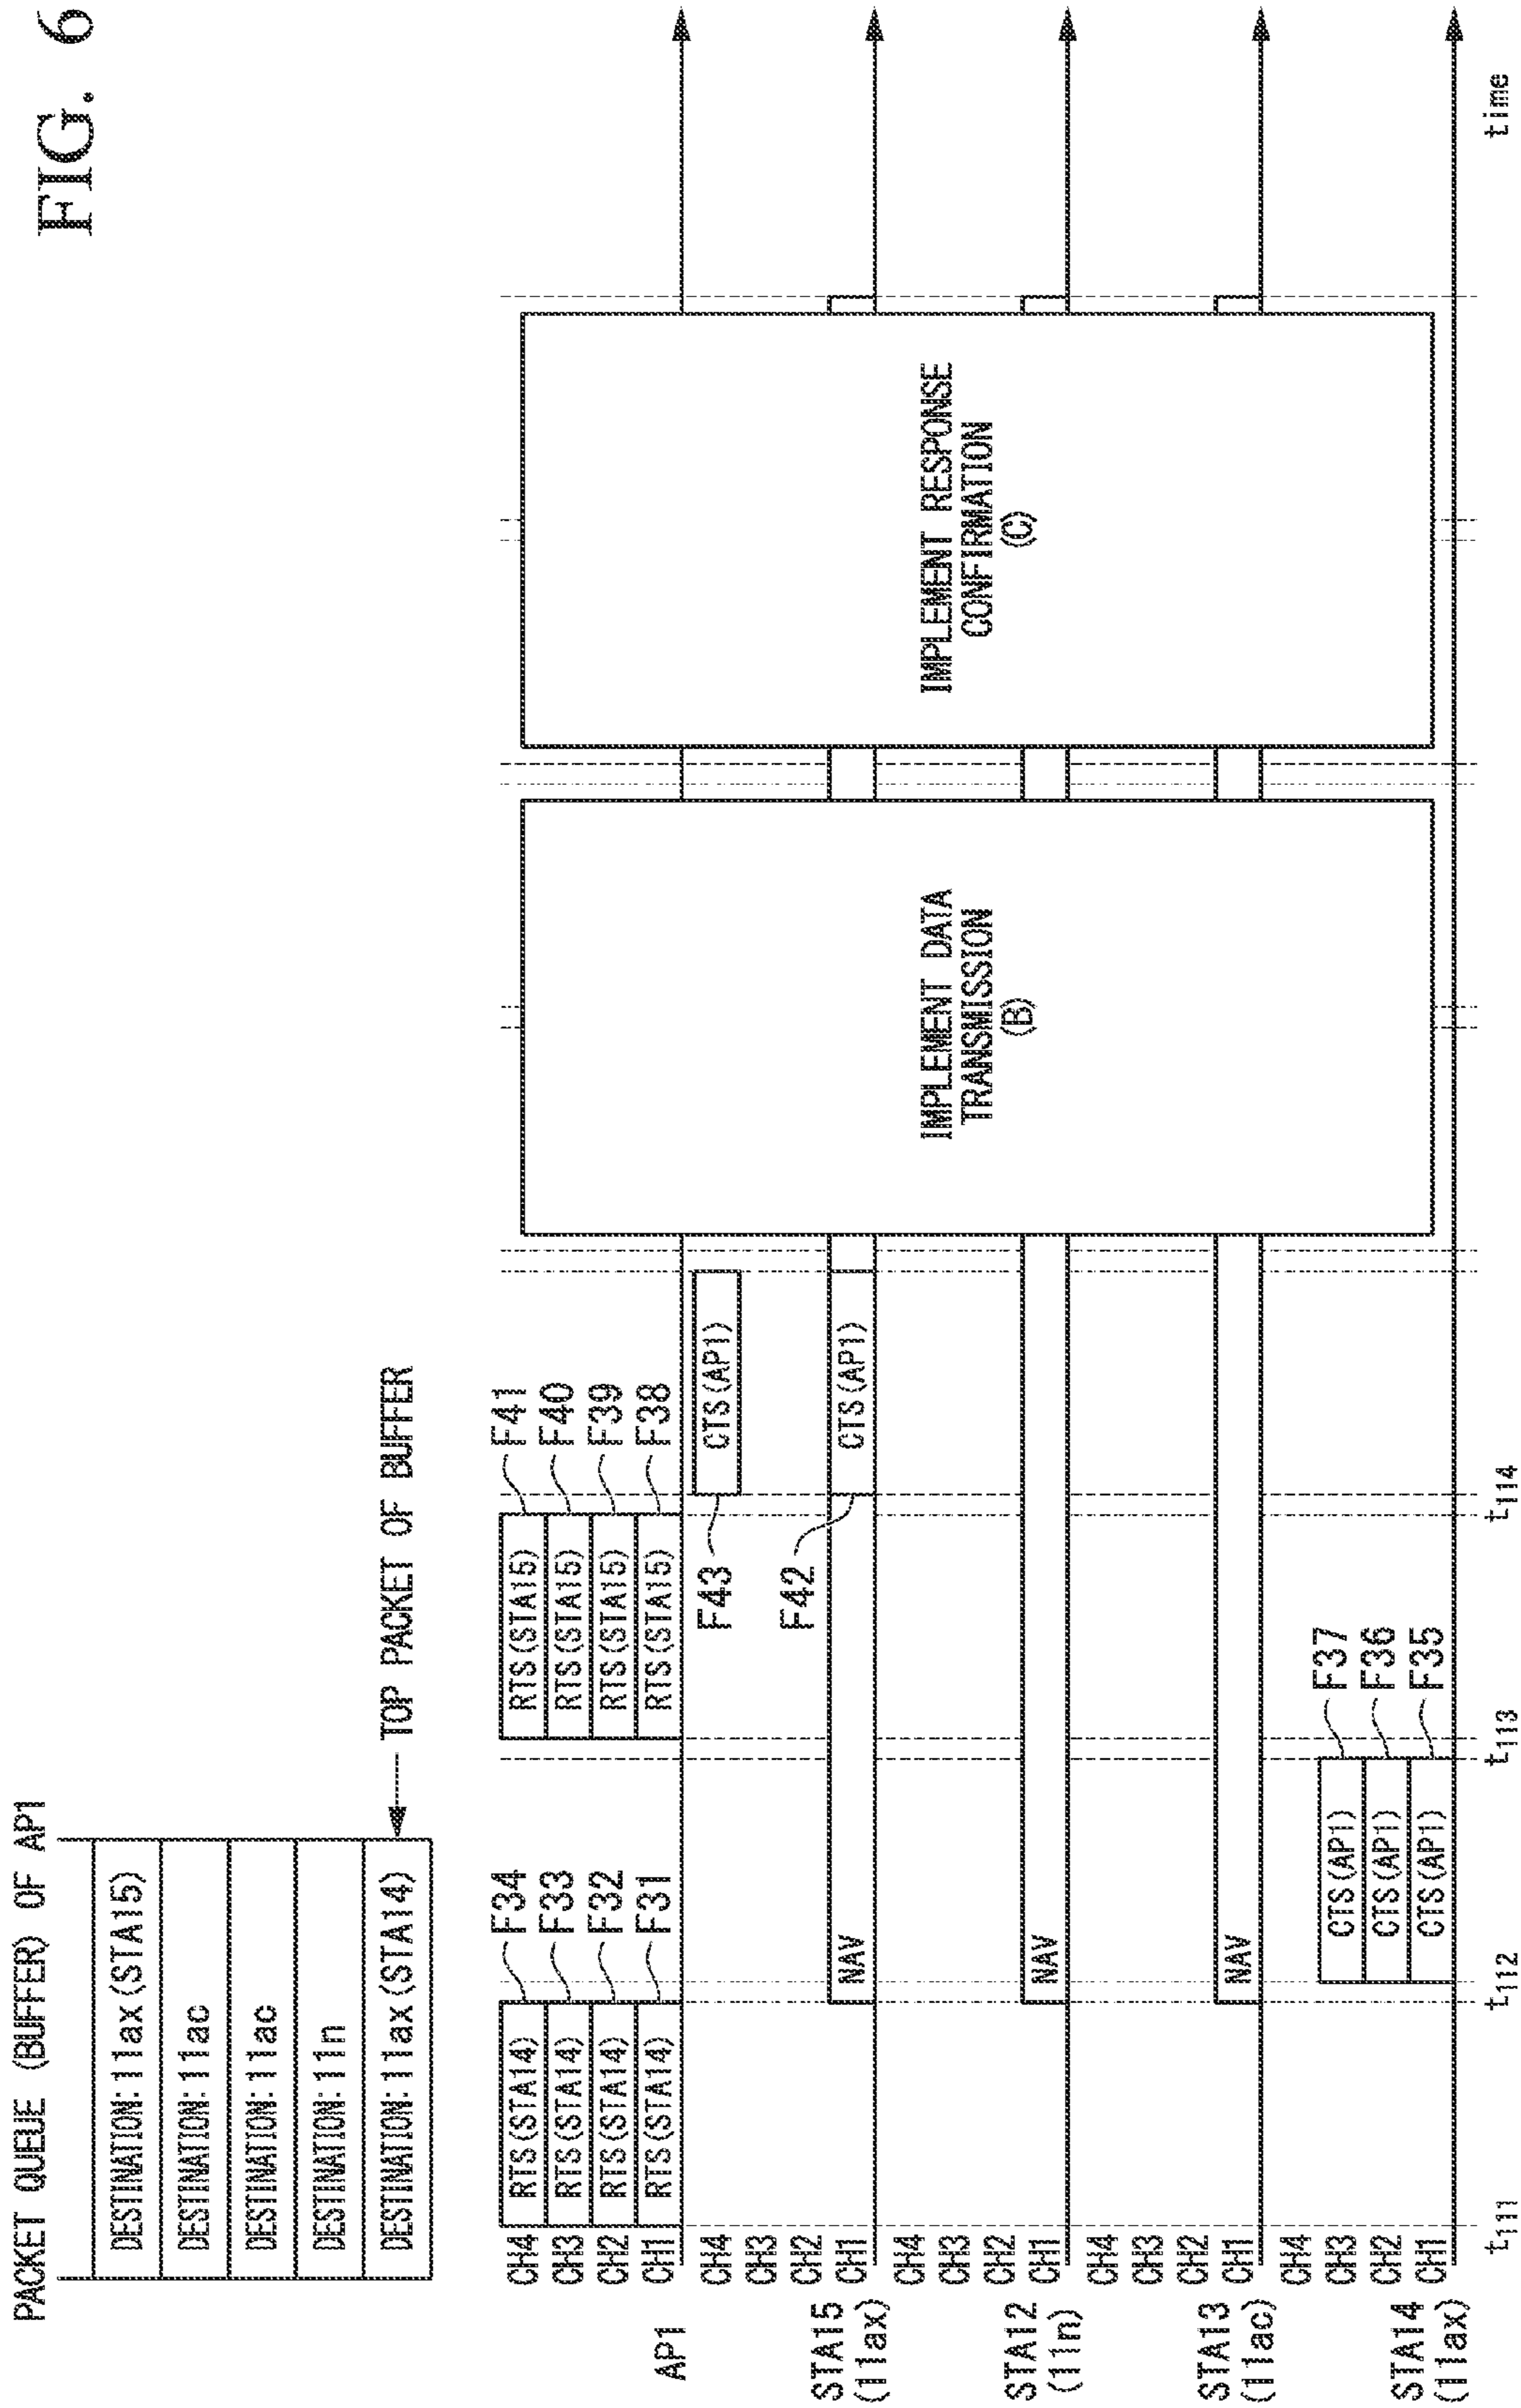 FIG. 6
PACKET QUEUE (BUFFER) OF AP1
DESTINATION:11ax(STA15)
DESTINATION:11ac
DESTINATION:11ac
DESTINATION:11n
DESTINATION:11ax(STA14)
TOP PACKET OF BUFFER
AP1
CH4
CH3
CH2
CH1
RTS(STA14)
RTS(STA14)
RTS(STA14)
RTS(STA14)
F34
F33
F32
F31
RTS(STA15)
RTS(STA15)
RTS(STA15)
RTS(STA15)
F41
F40
F39
F38
STA15
(11ax)
CH4
CH3
CH2
CH1
NAV
F43
F42
CTS(AP1)
CTS(AP1)
STA12
(11n)
CH4
CH3
CH2
CH1
NAV
STA13
(11ac)
CH4
CH3
CH2
CH1
NAV
STA14
(11ax)
CH4
CH3
CH2
CH1
CTS(AP1)
CTS(AP1)
CTS(AP1)
F37
F36
F35
IMPLEMENT DATA
TRANSMISSION
(B)
IMPLEMENT RESPONSE
CONFIRMATION
(C)
t111
t112
t113
t114
time